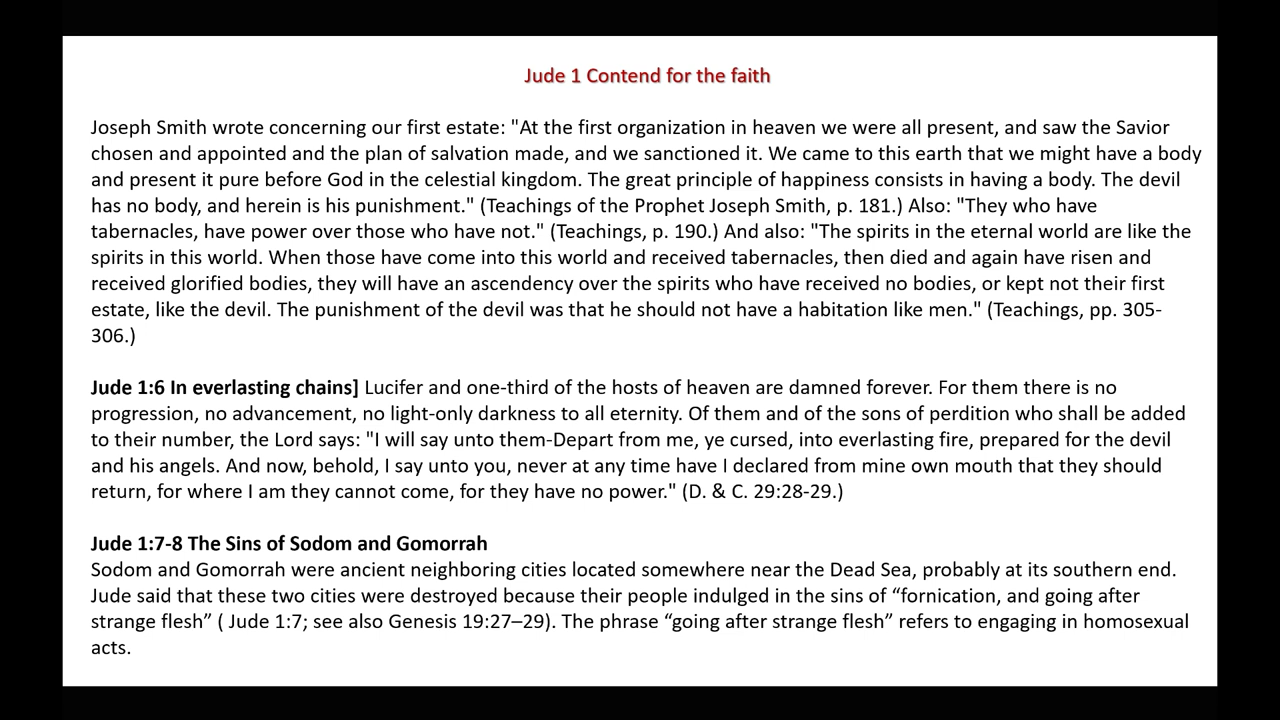 Jude 1 Contend for the faith
Joseph Smith wrote concerning our first estate: "At the first organization in heaven we were all present, and saw the Savior
chosen and appointed and the plan of salvation made, and we sanctioned it. We came to this earth that we might have a body
and present it pure before God in the celestial kingdom. The great principle of happiness consists in having a body. The devil
has no body, and herein is his punishment." (Teachings of the Prophet Joseph Smith, p. 181.) Also: "They who have
tabernacles, have power over those who have not." (Teachings, p. 190.) And also: "The spirits in the eternal world are like the
spirits in this world. When those have come into this world and received tabernacles, then died and again have risen and
received glorified bodies, they will have an ascendency over the spirits who have received no bodies, or kept not their first
estate, like the devil. The punishment of the devil was that he should not have a habitation like men." (Teachings, pp. 305-
306.)
Jude 1:6 In everlasting chains] Lucifer and one-third of the hosts of heaven are damned forever. For them there is no
progression, no advancement, no light-only darkness to all eternity. Of them and of the sons of perdition who shall be added
to their number, the Lord says: "I will say unto them-Depart from me, ye cursed, into everlasting fire, prepared for the devil
and his angels. And now, behold, I say unto you, never at any time have I declared from mine own mouth that they should
return, for where I am they cannot come, for they have no power." (D. & C. 29:28-29.)
Jude 1:7-8 The Sins of Sodom and Gomorrah
Sodom and Gomorrah were ancient neighboring cities located somewhere near the Dead Sea, probably at its southern end.
Jude said that these two cities were destroyed because their people indulged in the sins of “fornication, and going after
strange flesh” ( Jude 1:7; see also Genesis 19:27–29). The phrase “going after strange flesh” refers to engaging in homosexual
acts.